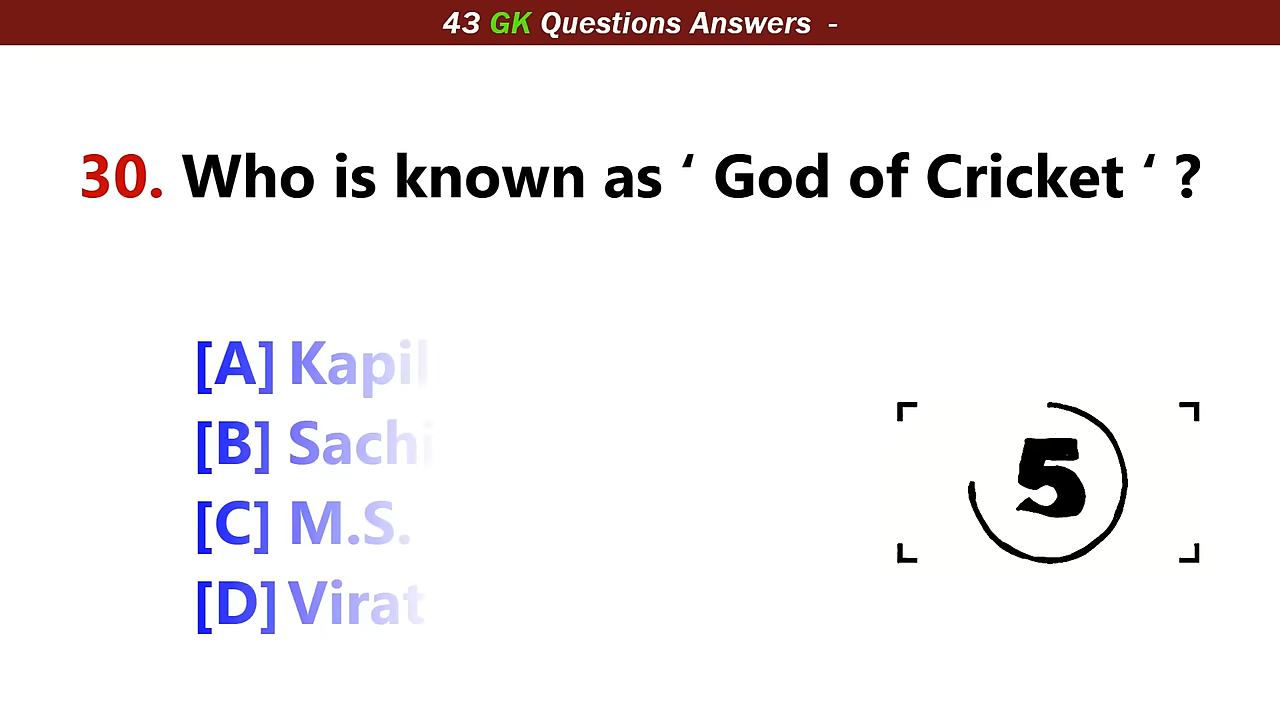 43 GK Questions Answers -
30. Who is known as ‘ God of Cricket ‘ ?
[A] Kapil
[B] Sachi
[C] M.S.
[D] Virat
5